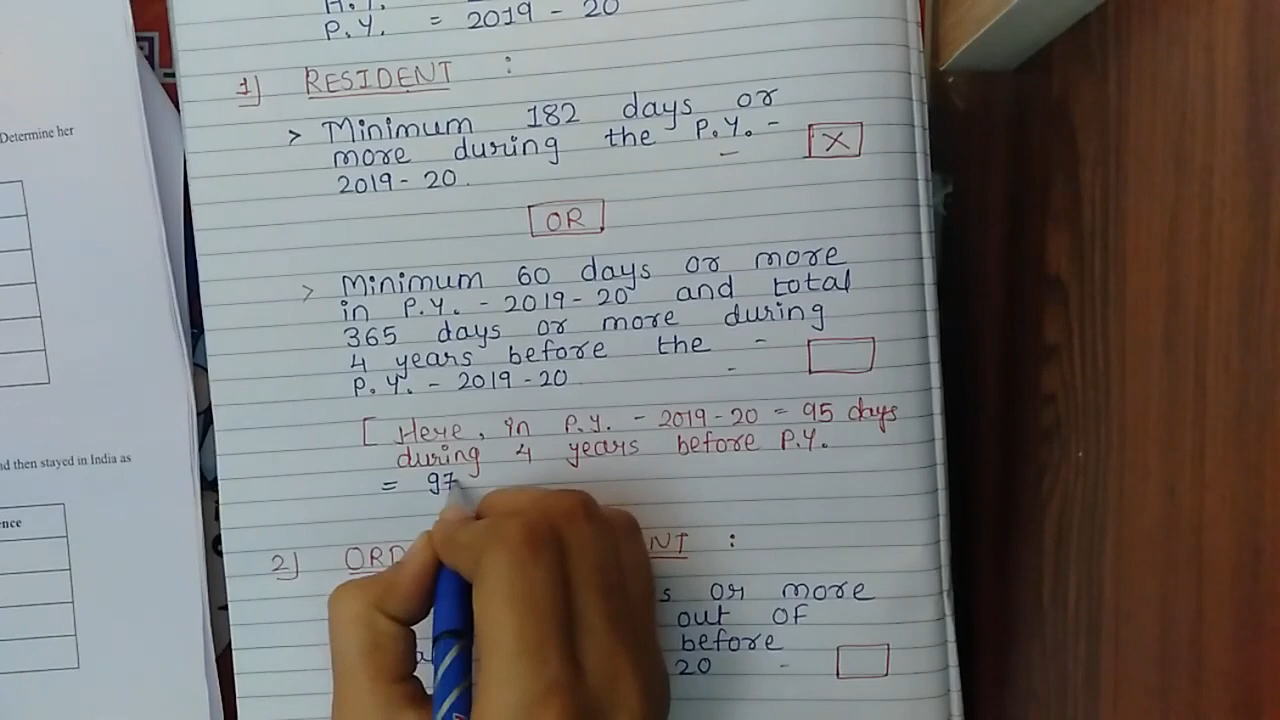 P.Y. = 2019 - 20
1) RESIDENT :
> Minimum 182 days or
more during the P.Y. -
2019-20.
X
OR
> Minimum 60 days or more
in P.Y. - 2019-20 and total
365 days or more during
4 years before the -
P.Y. - 2019-20
[ Here, in P.Y. - 2019-20 = 95 days
during 4 years before P.Y.
= 97
2) ORD NT :
s or more
out of
before
20 -
Determine her
nd then stayed in India as
ence